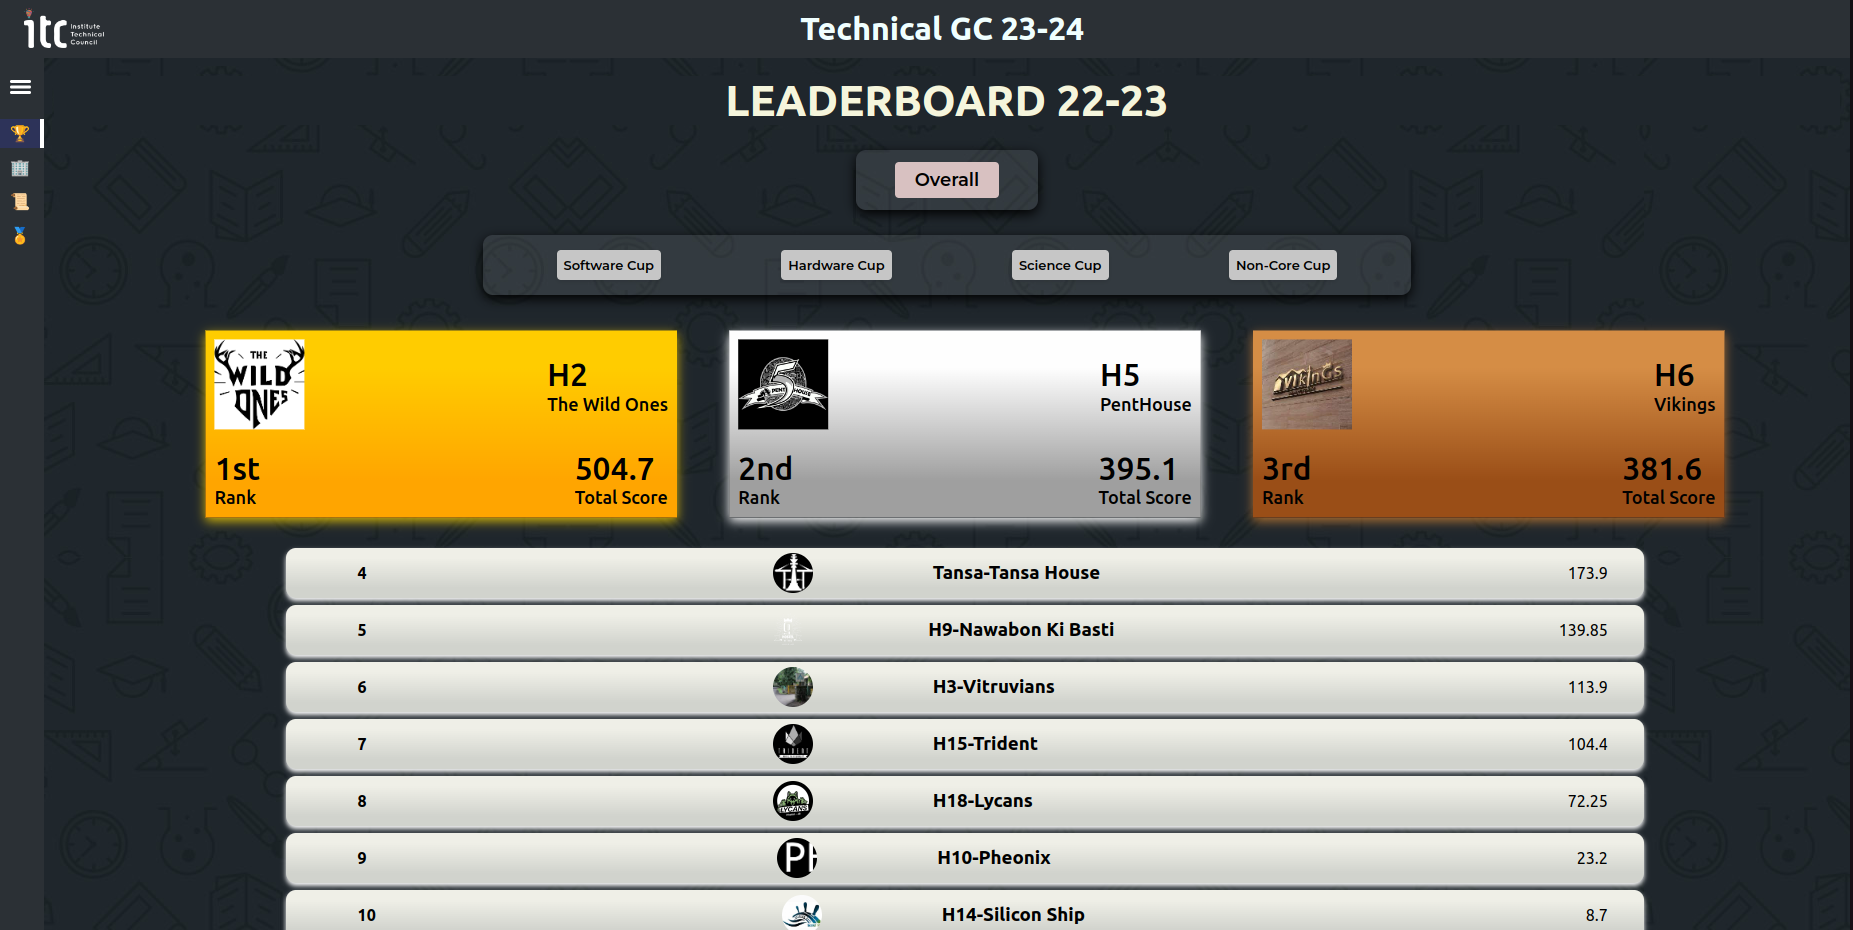 itc Institute
Technical
Council
Technical GC 23-24
LEADERBOARD 22-23
Overall
Software Cup
Hardware Cup
Science Cup
Non-Core Cup
THE
WILD
ONES
H2
The Wild Ones
1st
Rank
504.7
Total Score
5
PENT HOUSE
H5
PentHouse
2nd
Rank
395.1
Total Score
VikinGs
H6
Vikings
3rd
Rank
381.6
Total Score
4 Tansa-Tansa House 173.9
5 H9-Nawabon Ki Basti 139.85
6 H3-Vitruvians 113.9
7 TRIDENT H15-Trident 104.4
8 LYCANS H18-Lycans 72.25
9 H10-Pheonix 23.2
10 H14-Silicon Ship 8.7